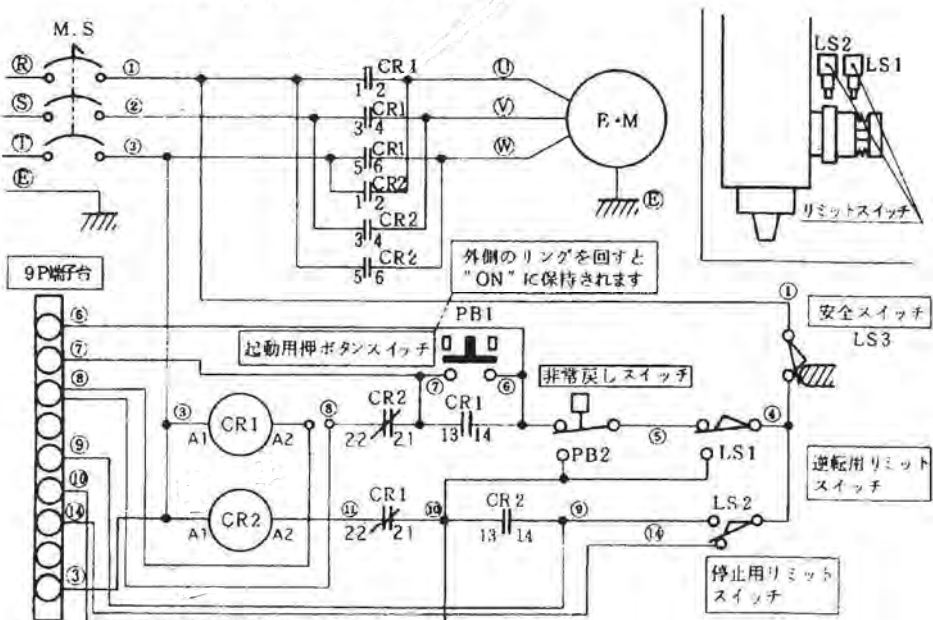 M.S
LS2
LS1
R
①
CR1
U
1 2
S
②
CR1
V
E・M
3 4
T
③
CR1
W
5 6
E
CR2
1 2
E
リミットスイッチ
CR2
3 4
CR2
5 6
外側のリングを回すと
"ON"に保持されます
9P端子台
①
安全スイッチ
LS3
⑥
PB1
起動用押ボタンスイッチ
⑦
⑦
⑥
非常戻しスイッチ
⑧
③
CR1
A1
A2
⑧
CR2
22
21
CR1
13
14
⑤
④
PB2
LS1
⑨
逆転用リミット
スイッチ
⑩
CR2
A1
A2
⑪
CR1
22
21
⑩
CR2
13
14
⑨
LS2
⑭
⑭
③
停止用リミット
スイッチ